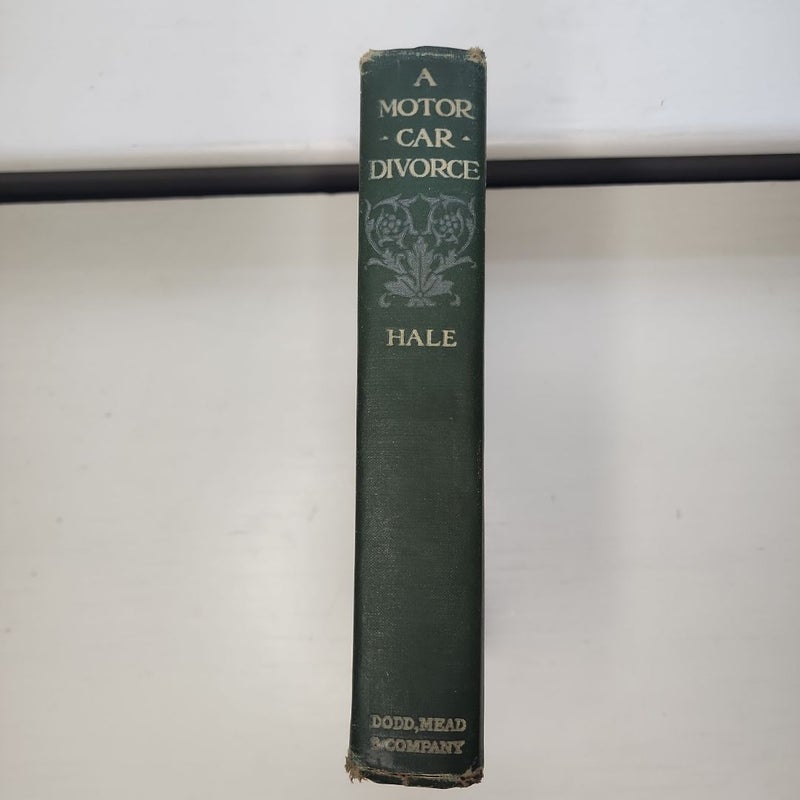 A
MOTOR
- CAR -
DIVORCE
HALE
DODD, MEAD
& COMPANY